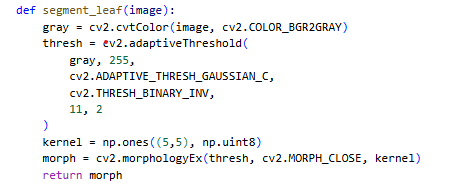 def segment_leaf(image):
    gray = cv2.cvtColor(image, cv2.COLOR_BGR2GRAY)
    thresh = cv2.adaptiveThreshold(
        gray, 255,
        cv2.ADAPTIVE_THRESH_GAUSSIAN_C,
        cv2.THRESH_BINARY_INV,
        11, 2
    )
    kernel = np.ones((5,5), np.uint8)
    morph = cv2.morphologyEx(thresh, cv2.MORPH_CLOSE, kernel)
    return morph